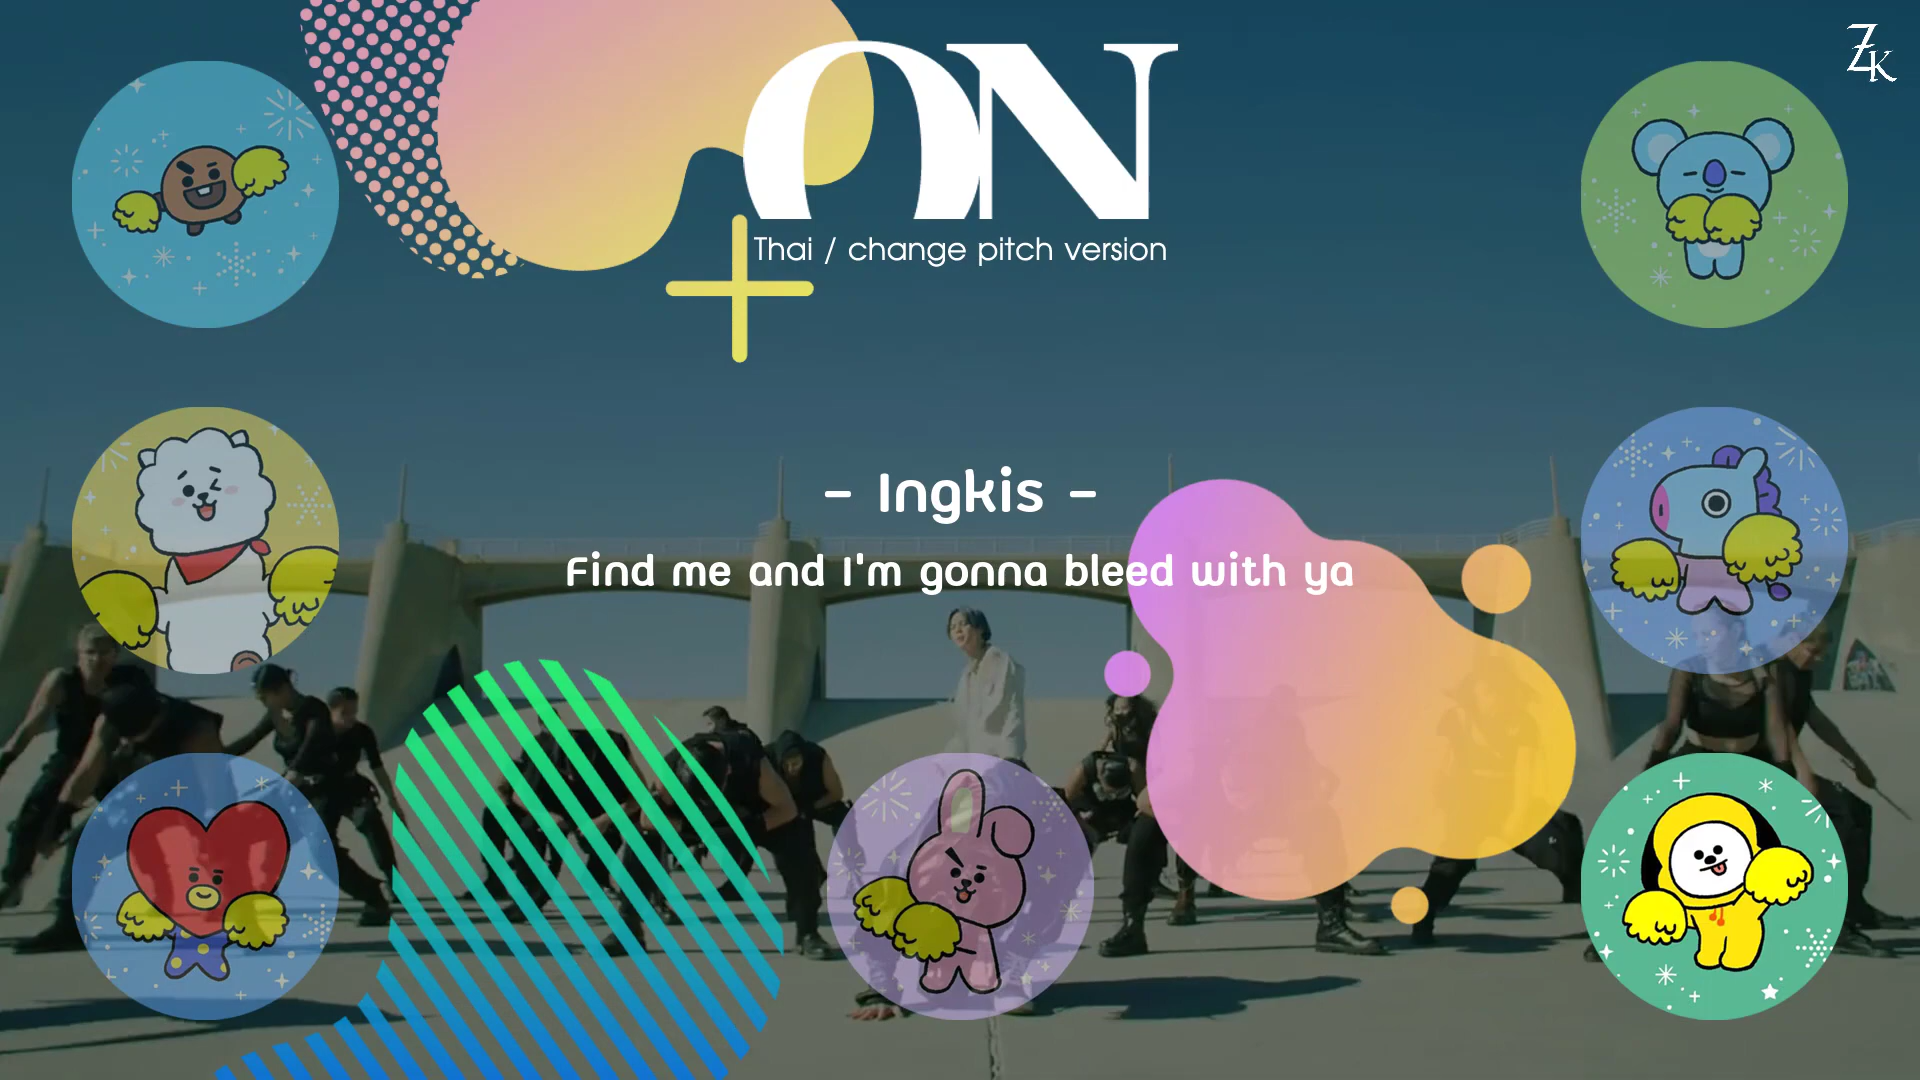 ON
ZK
Thai / change pitch version
- Ingkis -
Find me and I'm gonna bleed with ya